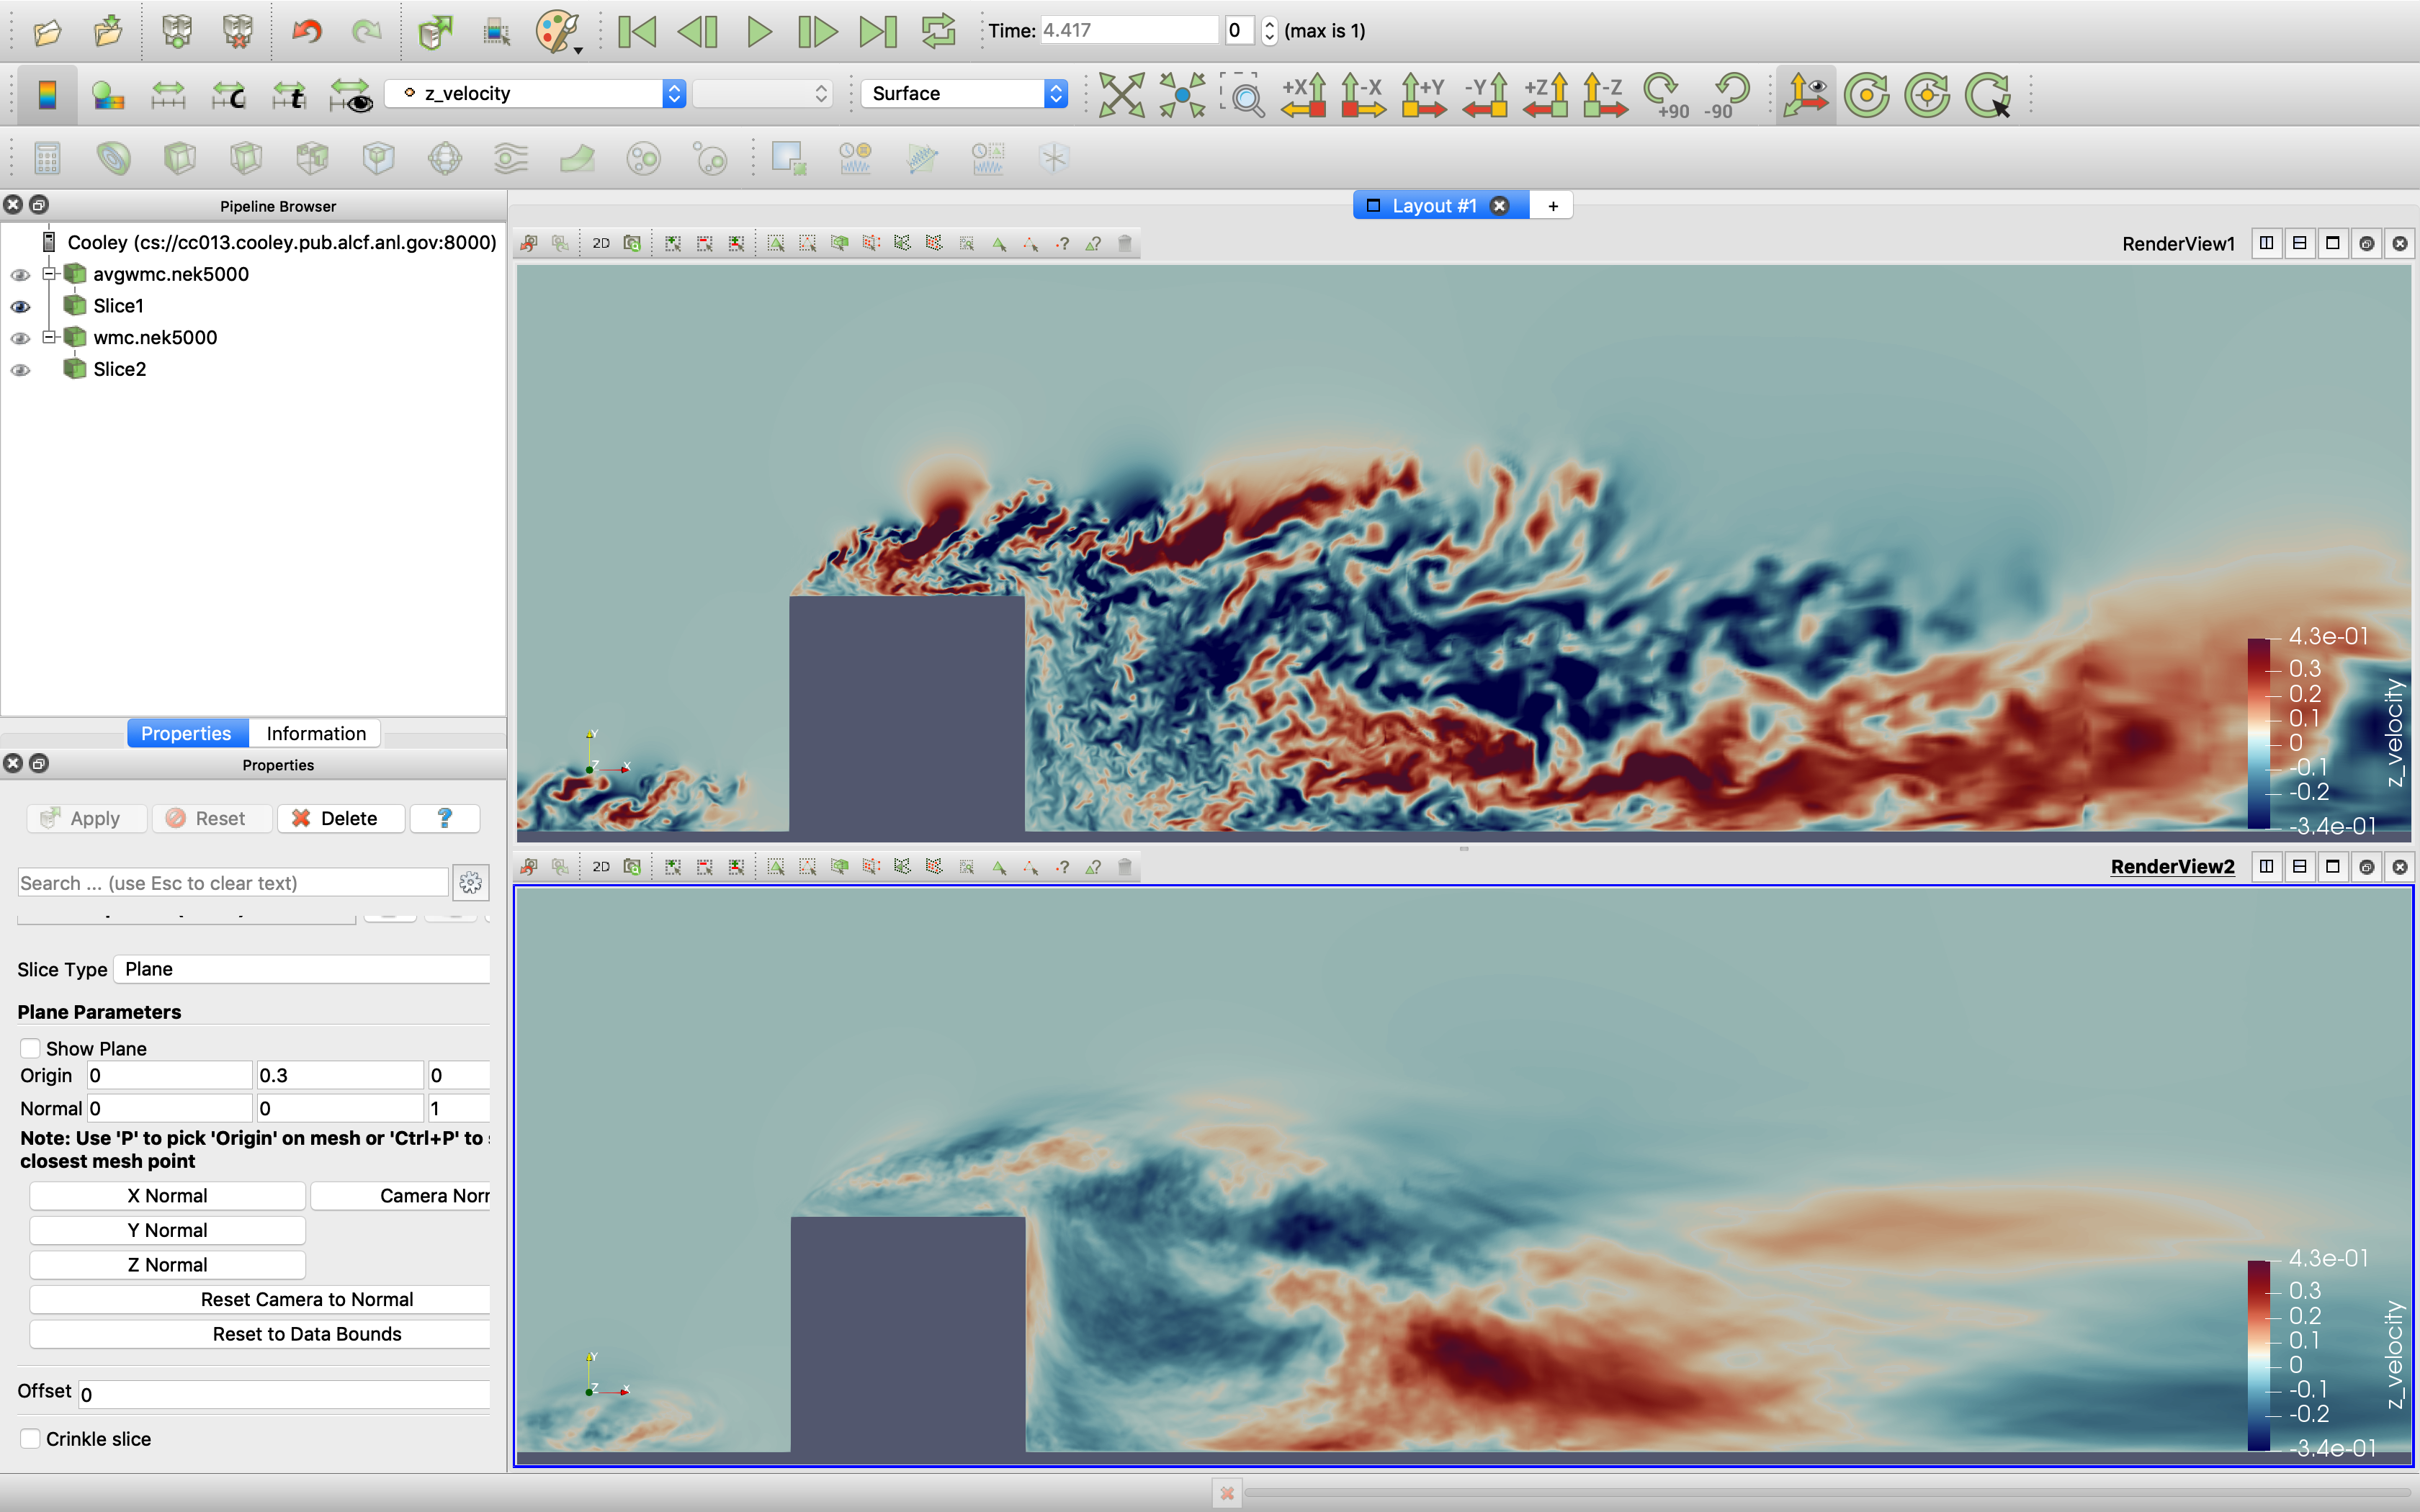 Time: 4.417 0 (max is 1)
z_velocity Surface +X -X +Y -Y +Z -Z +90 -90
C t
Pipeline Browser
Layout #1 +
Cooley (cs://cc013.cooley.pub.alcf.anl.gov:8000)
avgwmc.nek5000
Slice1
wmc.nek5000
Slice2
2D ? ? RenderView1
Y
Z X
4.3e-01
0.3
0.2
0.1
0
-0.1
-0.2
-3.4e-01
z_velocity
Properties Information
Properties
Apply Reset Delete ?
Search ... (use Esc to clear text)
Slice Type Plane
Plane Parameters
Show Plane
Origin 0 0.3 0
Normal 0 0 1
Note: Use 'P' to pick 'Origin' on mesh or 'Ctrl+P' to
closest mesh point
X Normal Camera Norr
Y Normal
Z Normal
Reset Camera to Normal
Reset to Data Bounds
Offset 0
Crinkle slice
2D ? ? RenderView2
Y
Z X
4.3e-01
0.3
0.2
0.1
0
-0.1
-0.2
-3.4e-01
z_velocity